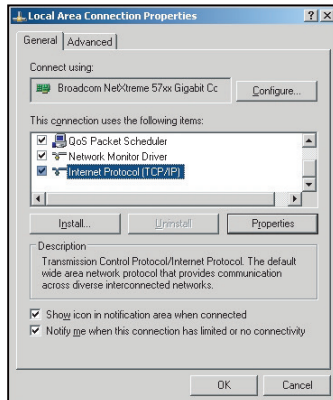 Local Area Connection Properties
General Advanced
Connect using:
Broadcom NetXtreme 57xx Gigabit Cc
Configure...
This connection uses the following items:
QoS Packet Scheduler
Network Monitor Driver
Internet Protocol (TCP/IP)
Install... Uninstall Properties
Description
Transmission Control Protocol/Internet Protocol. The default
wide area network protocol that provides communication
across diverse interconnected networks.
Show icon in notification area when connected
Notify me when this connection has limited or no connectivity
OK Cancel